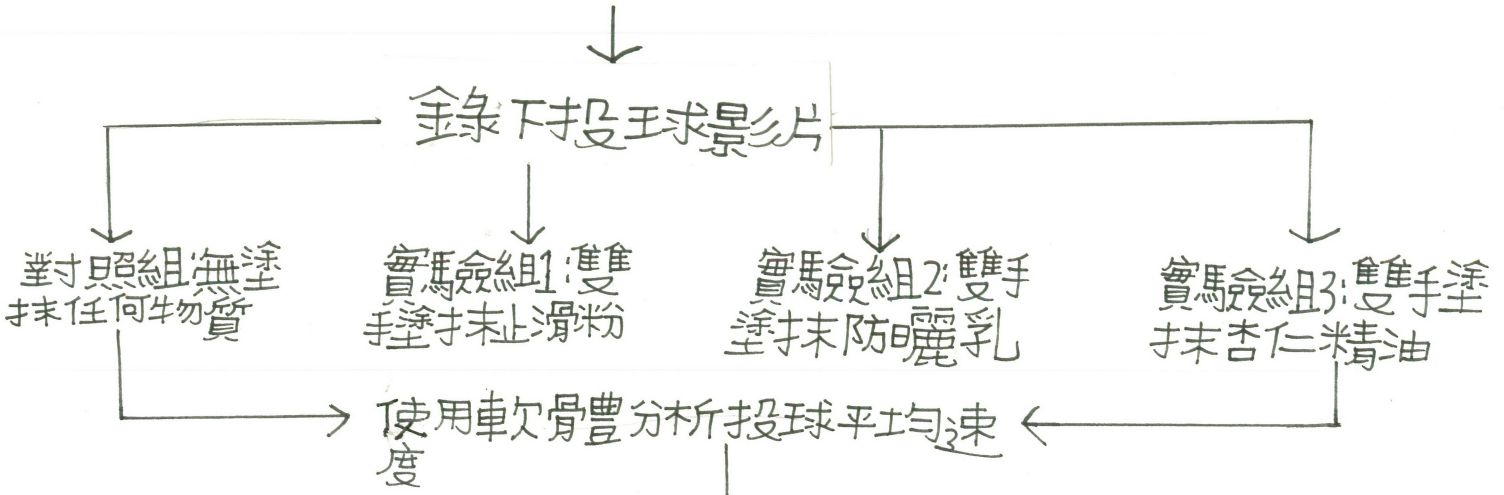 錄下投球影片
對照組:無塗
抹任何物質
實驗組1:雙
手塗抹止滑粉
實驗組2:雙手
塗抹防曬乳
實驗組3:雙手塗
抹杏仁精油
使用軟體分析投球平均速
度